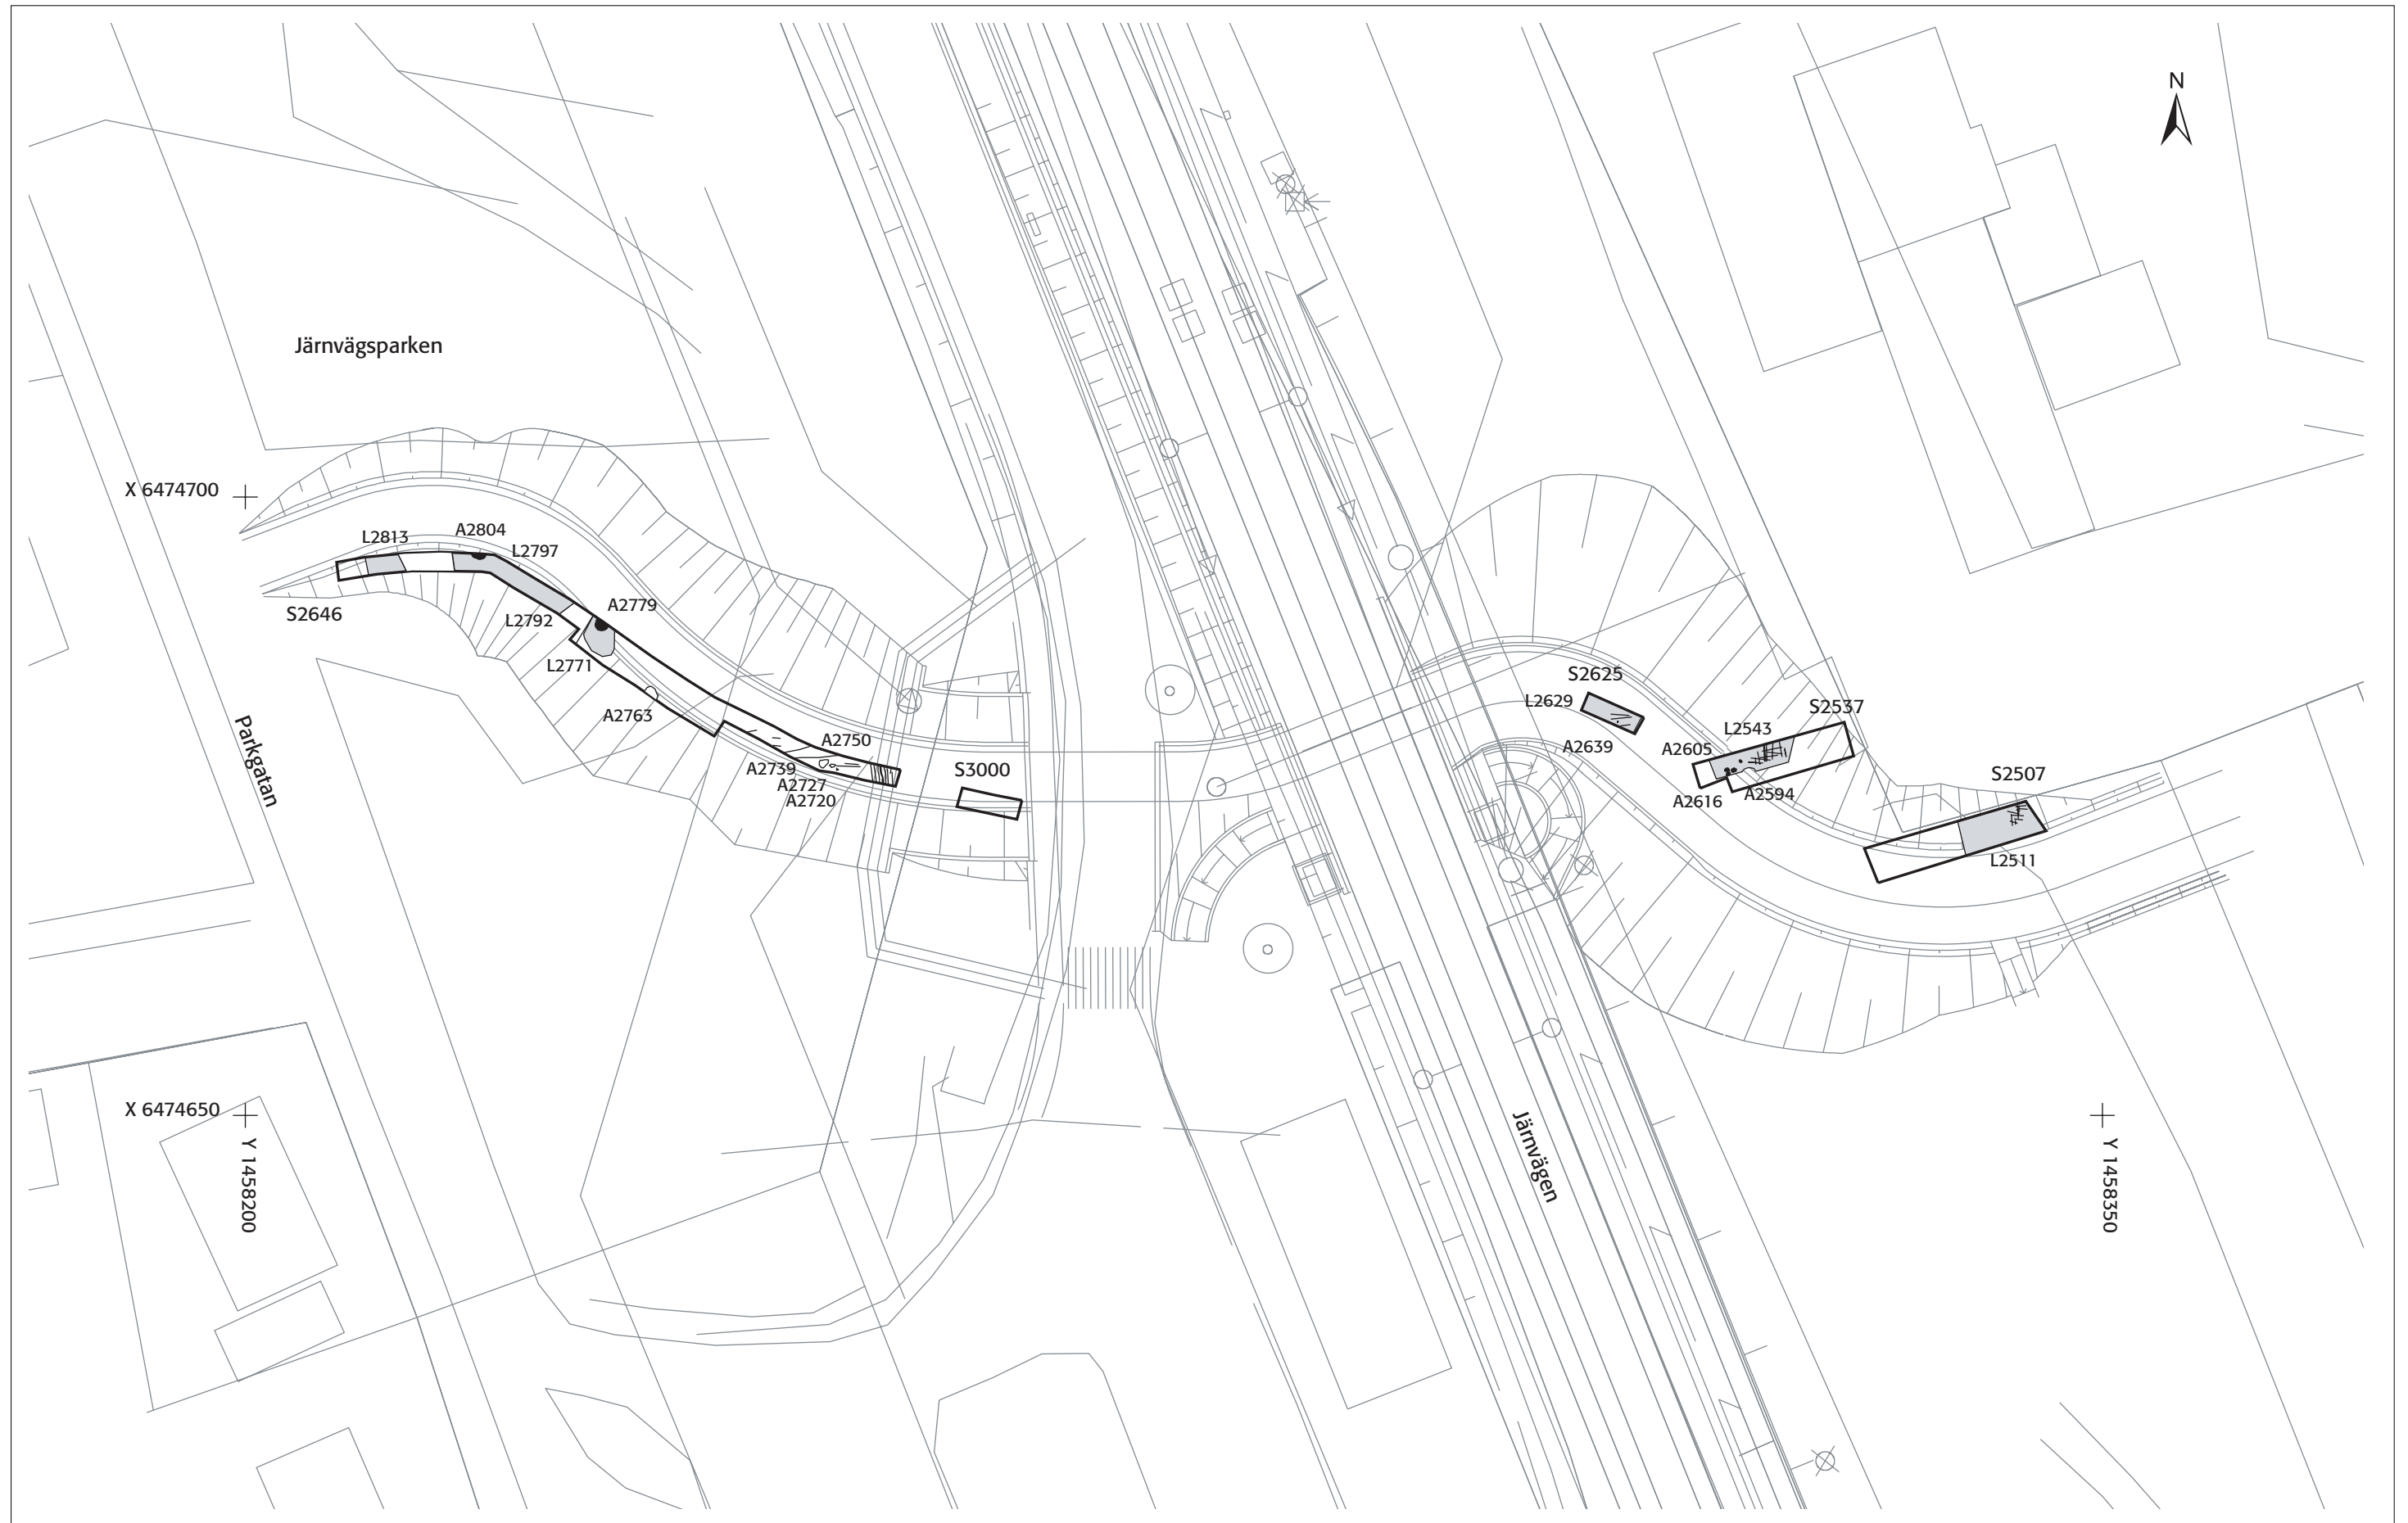 N
Järnvägsparken
X 6474700
A2804
L2813
L2797
A2779
S2646
L2792
L2771
A2763
A2750
A2739
A2727
A2720
S3000
Parkgatan
S2625
L2629
S2537
L2543
A2605
A2639
A2594
A2616
S2507
L2511
X 6474650
Y 1458200
Järnvägen
Y 1458350